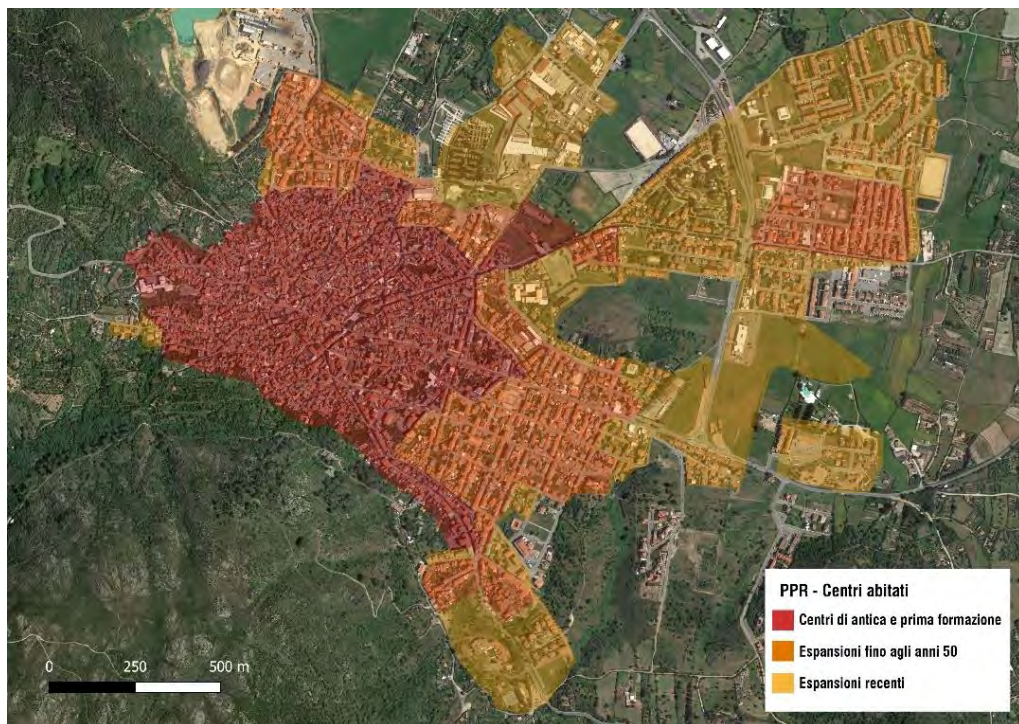 PPR - Centri abitati
Centri di antica e prima formazione
Espansioni fino agli anni 50
Espansioni recenti
0 250 500 m